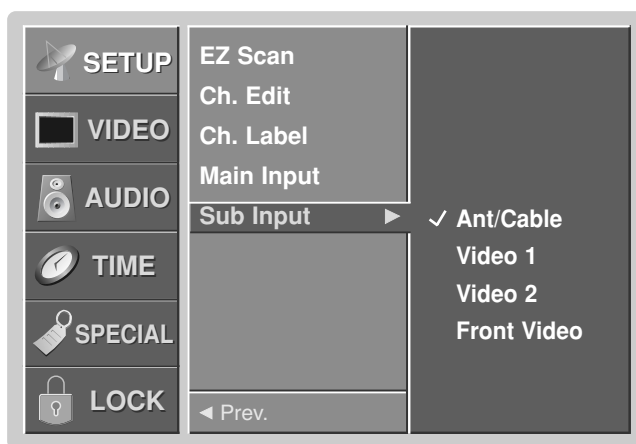 SETUP
VIDEO
AUDIO
TIME
SPECIAL
LOCK
EZ Scan
Ch. Edit
Ch. Label
Main Input
Sub Input ►
◄ Prev.
✓ Ant/Cable
Video 1
Video 2
Front Video